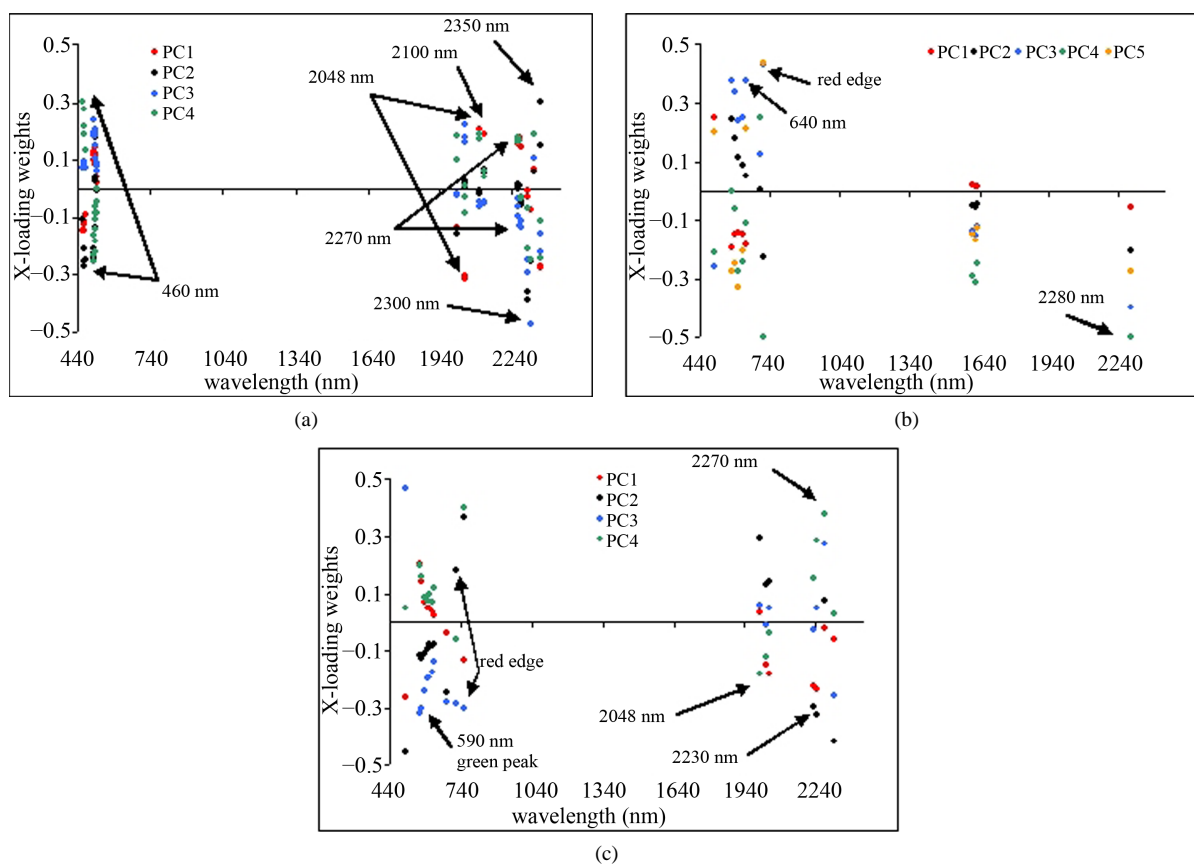 2350 nm
0.5
PC1
PC2
PC3
PC4
2100 nm
2048 nm
0.3
0.1
−0.1
−0.3
−0.5
X-loading weights
2270 nm
460 nm
2300 nm
440 740 1040 1340 1640 1940 2240
wavelength (nm)
(a)
0.5
PC1 PC2 PC3 PC4 PC5
red edge
0.3
640 nm
0.1
−0.1
−0.3
−0.5
X-loading weights
2280 nm
440 740 1040 1340 1640 1940 2240
wavelength (nm)
(b)
2270 nm
0.5
PC1
PC2
PC3
PC4
0.3
0.1
−0.1
−0.3
−0.5
X-loading weights
red edge
2048 nm
590 nm
green peak
2230 nm
440 740 1040 1340 1640 1940 2240
wavelength (nm)
(c)